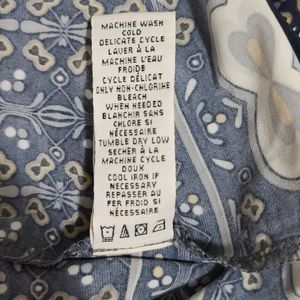 MACHINE WASH
COLD
DELICATE CYCLE
LAVER À LA
MACHINE L'EAU
FROIDE
CYCLE DÉLICAT
ONLY NON-CHLORINE
BLEACH
WHEN NEEDED
BLANCHIR SANS
CHLORE SI
NÉCESSAIRE
TUMBLE DRY LOW
SÉCHER À LA
MACHINE CYCLE
DOUX
COOL IRON IF
NECESSARY
REPASSER AU
FER FROID SI
NÉCESSAIRE